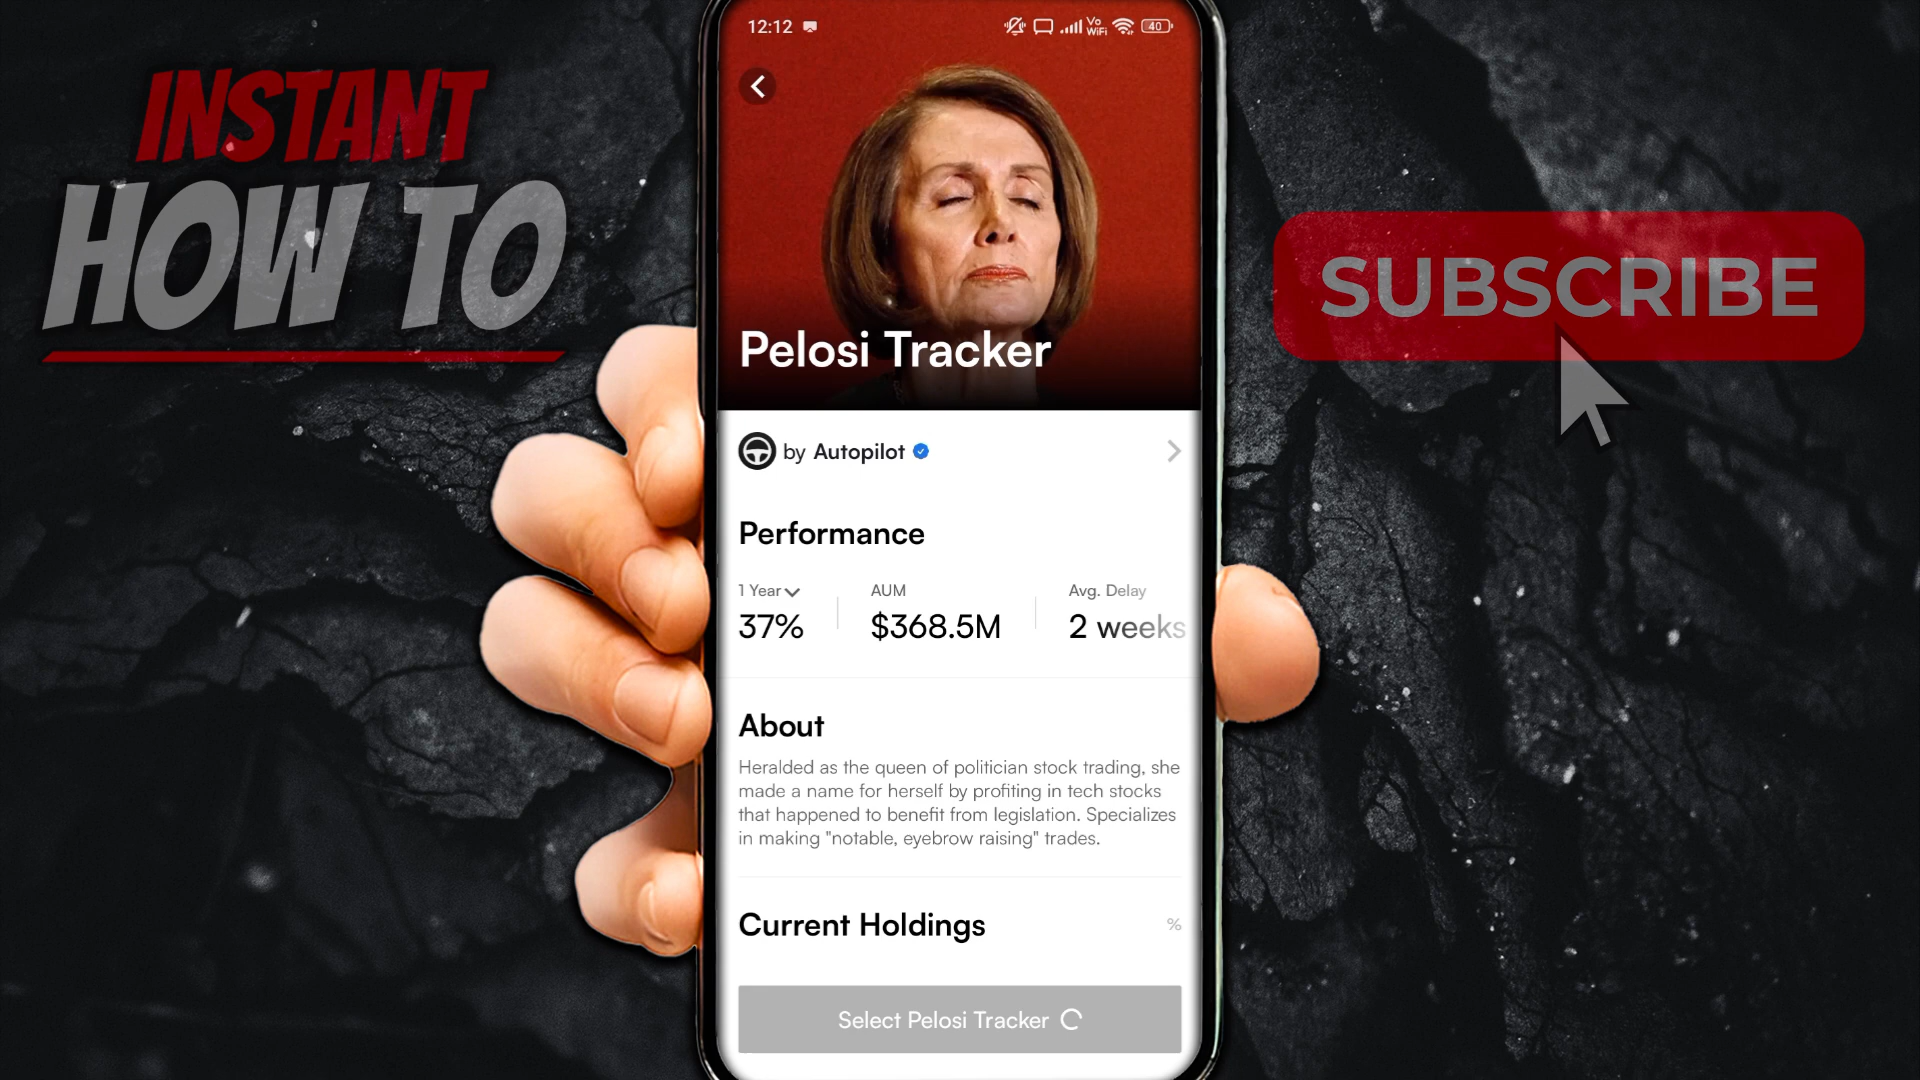 INSTANT
HOW TO
SUBSCRIBE
12:12
Vo
WiFi
40
Pelosi Tracker
by Autopilot
Performance
1 Year
AUM
Avg. Delay
37%
$368.5M
2 weeks
About
Heralded as the queen of politician stock trading, she
made a name for herself by profiting in tech stocks
that happened to benefit from legislation. Specializes
in making "notable, eyebrow raising" trades.
Current Holdings
%
Select Pelosi Tracker